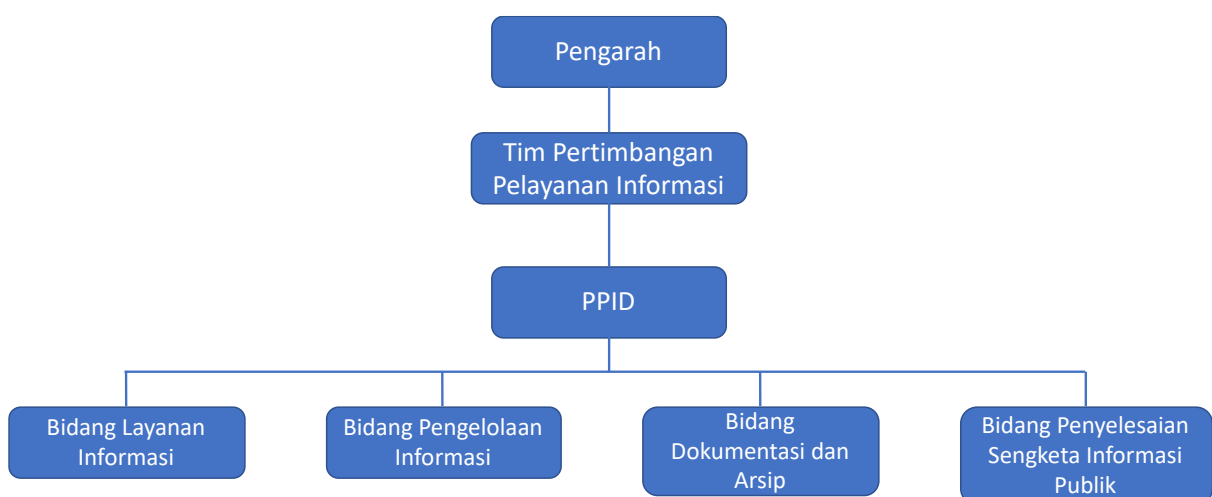 Pengarah
Tim Pertimbangan
Pelayanan Informasi
PPID
Bidang Layanan
Informasi
Bidang Pengelolaan
Informasi
Bidang
Dokumentasi dan
Arsip
Bidang Penyelesaian
Sengketa Informasi
Publik